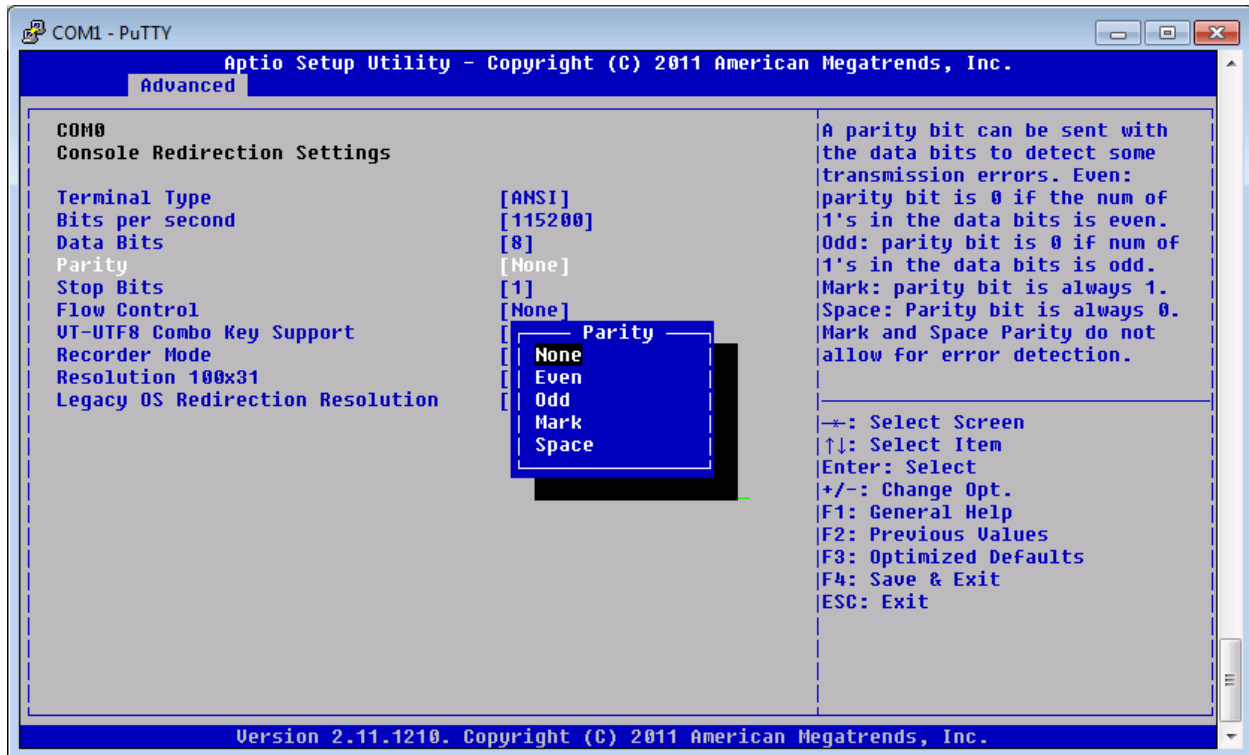 COM1 - PuTTY
Aptio Setup Utility - Copyright (C) 2011 American Megatrends, Inc.
Advanced
COM0
Console Redirection Settings
Terminal Type [ANSI]
Bits per second [115200]
Data Bits [8]
Parity [None]
Stop Bits [1]
Flow Control [None]
VT-UTF8 Combo Key Support [
Recorder Mode [
Resolution 100x31 [
Legacy OS Redirection Resolution [
Parity
None
Even
Odd
Mark
Space
A parity bit can be sent with
the data bits to detect some
transmission errors. Even:
parity bit is 0 if the num of
1's in the data bits is even.
Odd: parity bit is 0 if num of
1's in the data bits is odd.
Mark: parity bit is always 1.
Space: Parity bit is always 0.
Mark and Space Parity do not
allow for error detection.
→←: Select Screen
↑↓: Select Item
Enter: Select
+/-: Change Opt.
F1: General Help
F2: Previous Values
F3: Optimized Defaults
F4: Save & Exit
ESC: Exit
Version 2.11.1210. Copyright (C) 2011 American Megatrends, Inc.